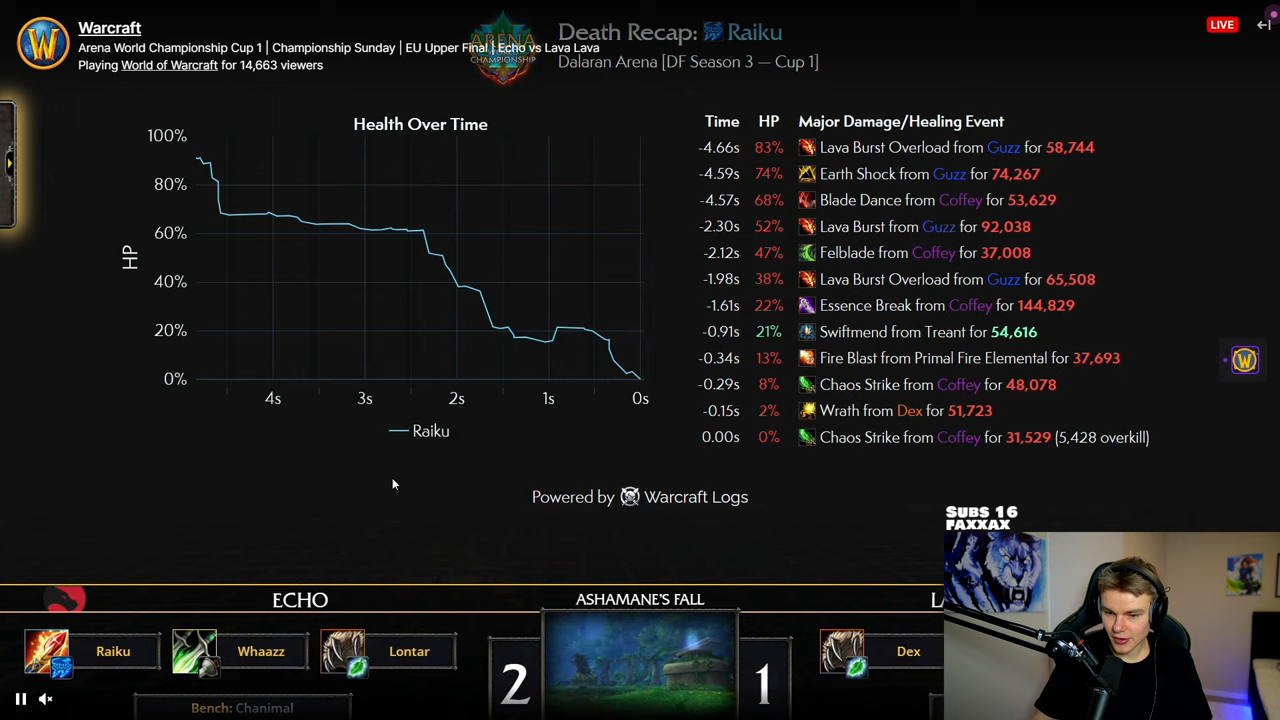 Warcraft
Arena World Championship Cup 1 | Championship Sunday | EU Upper Final | Echo vs Lava Lava
Playing World of Warcraft for 14,663 viewers
ARENA
WORLD
CHAMPIONSHIP
Death Recap: Raiku
Dalaran Arena [DF Season 3 — Cup 1]
LIVE
Health Over Time
100%
80%
60%
40%
20%
0%
HP
4s 3s 2s 1s 0s
Raiku
Time HP Major Damage/Healing Event
-4.66s 83% Lava Burst Overload from Guzz for 58,744
-4.59s 74% Earth Shock from Guzz for 74,267
-4.57s 68% Blade Dance from Coffey for 53,629
-2.30s 52% Lava Burst from Guzz for 92,038
-2.12s 47% Felblade from Coffey for 37,008
-1.98s 38% Lava Burst Overload from Guzz for 65,508
-1.61s 22% Essence Break from Coffey for 144,829
-0.91s 21% Swiftmend from Treant for 54,616
-0.34s 13% Fire Blast from Primal Fire Elemental for 37,693
-0.29s 8% Chaos Strike from Coffey for 48,078
-0.15s 2% Wrath from Dex for 51,723
0.00s 0% Chaos Strike from Coffey for 31,529 (5,428 overkill)
Powered by Warcraft Logs
SUBS 16
FAXXAX
ECHO
ASHAMANE'S FALL
Raiku Whaazz Lontar
2
1
Dex
Bench: Chanimal